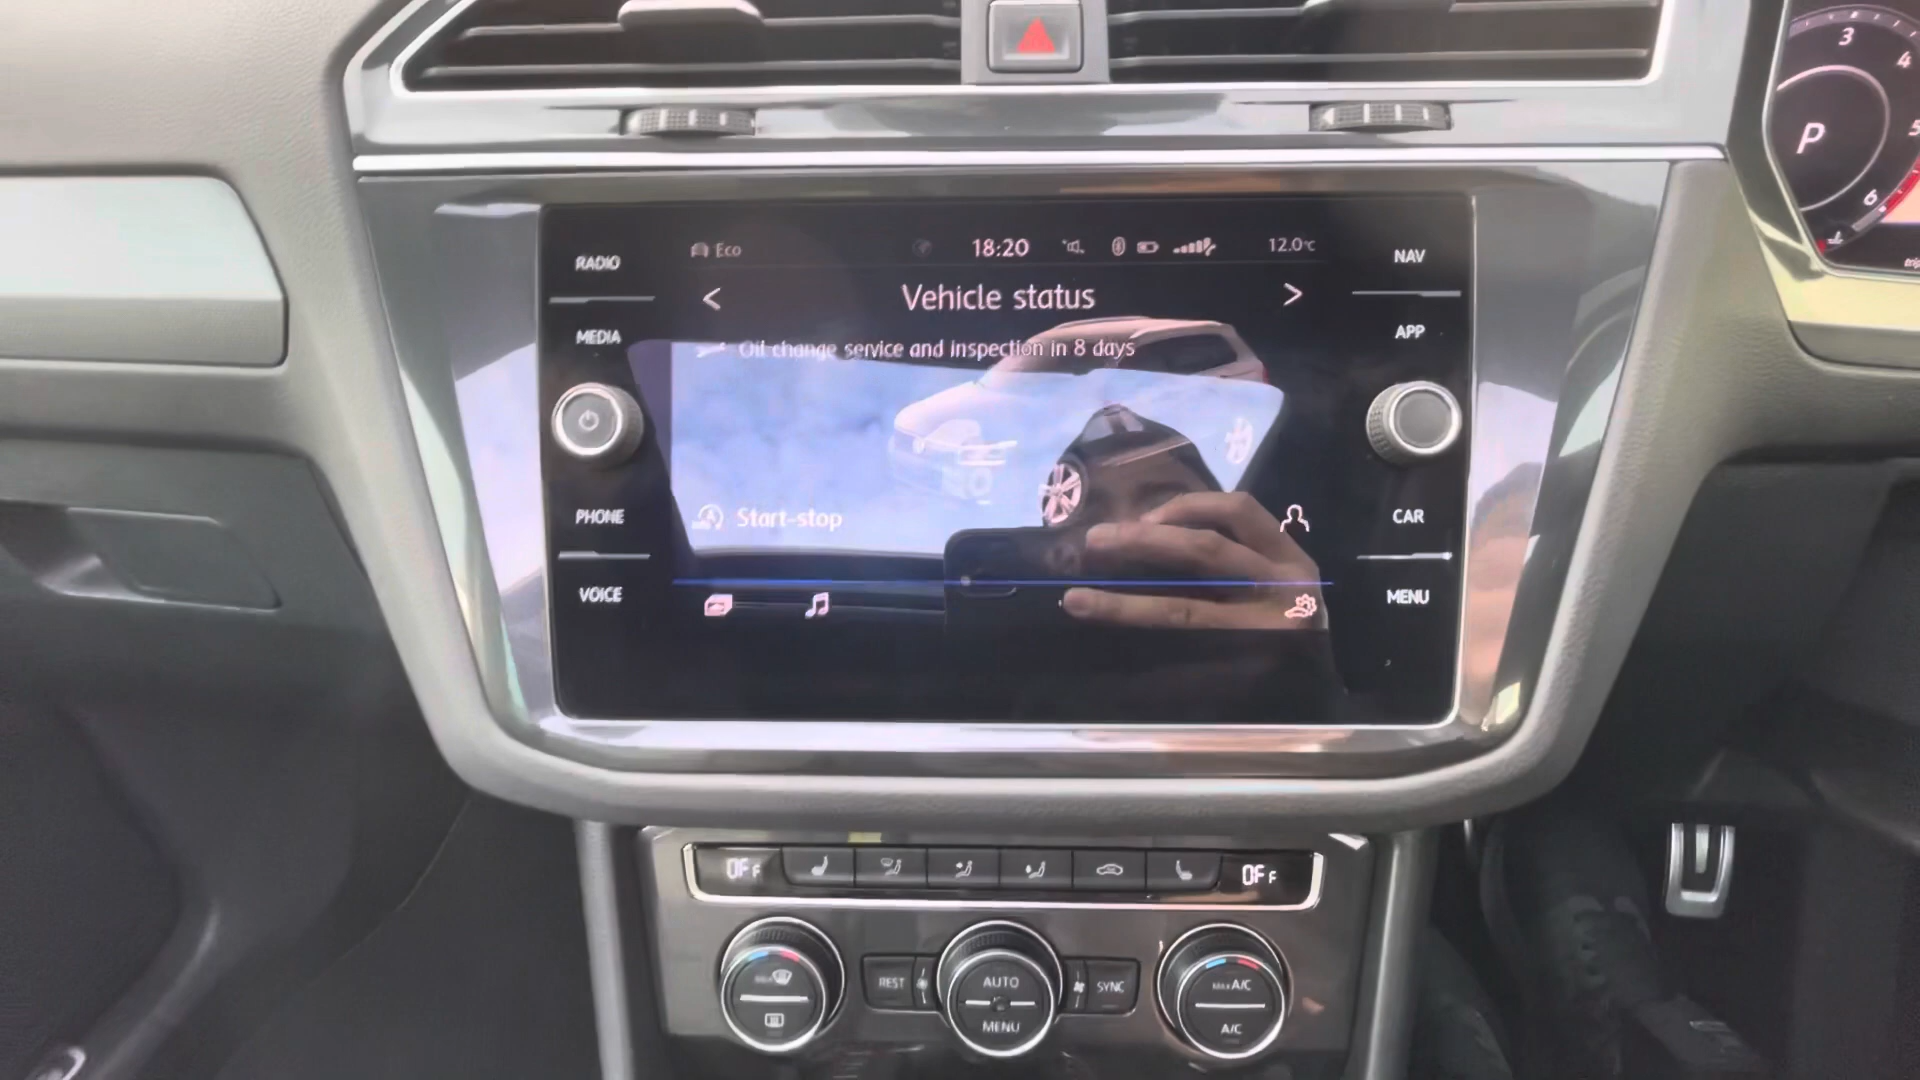 3
4
5
6
P
RADIO
MEDIA
PHONE
VOICE
Eco
18:20
12.0°C
Vehicle status
Oil change service and inspection in 8 days
Start-stop
NAV
APP
CAR
MENU
OFF
OFF
REST
AUTO
MENU
SYNC
MAX A/C
A/C